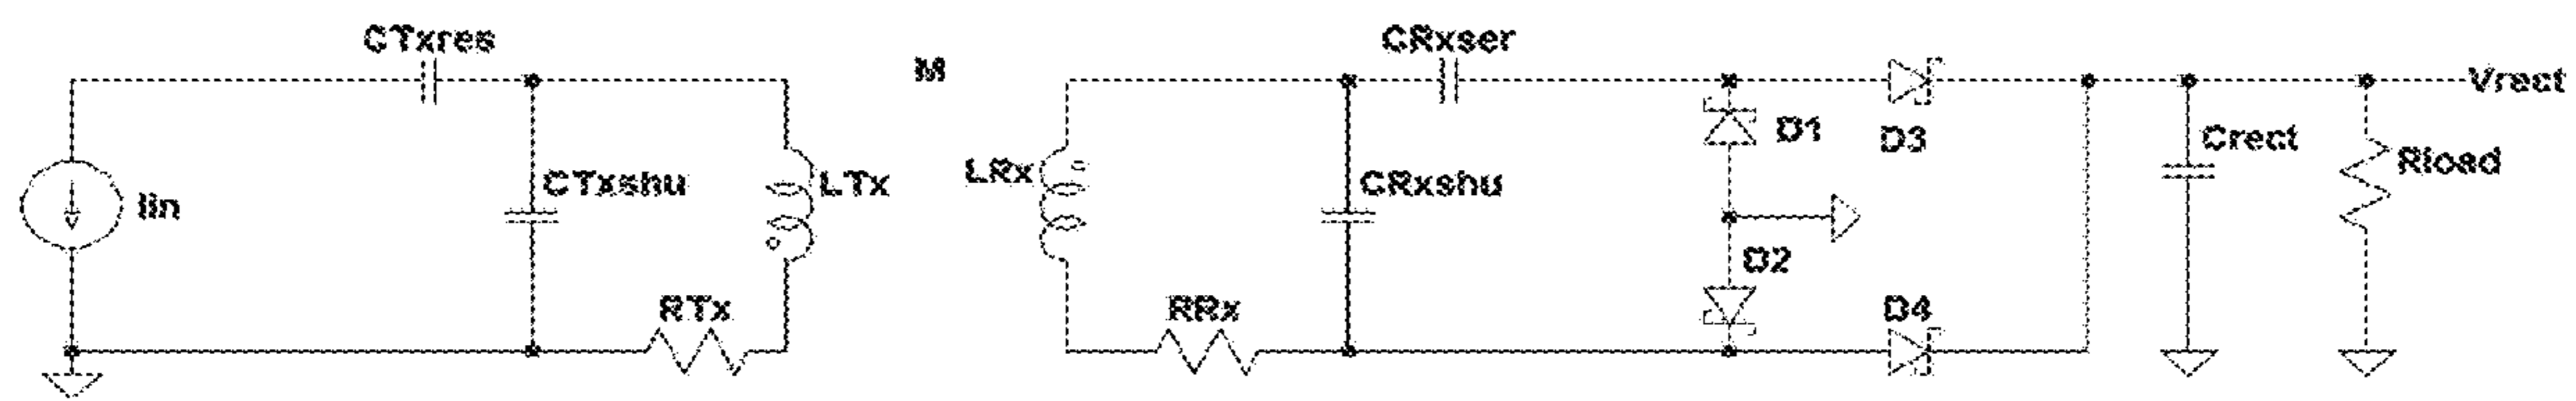 CTxres
M
CRxser
Vrect
Iin
CTxshu
LTx
LRx
CRxshu
D1
D3
Crect
Rload
D2
RTx
RRx
D4